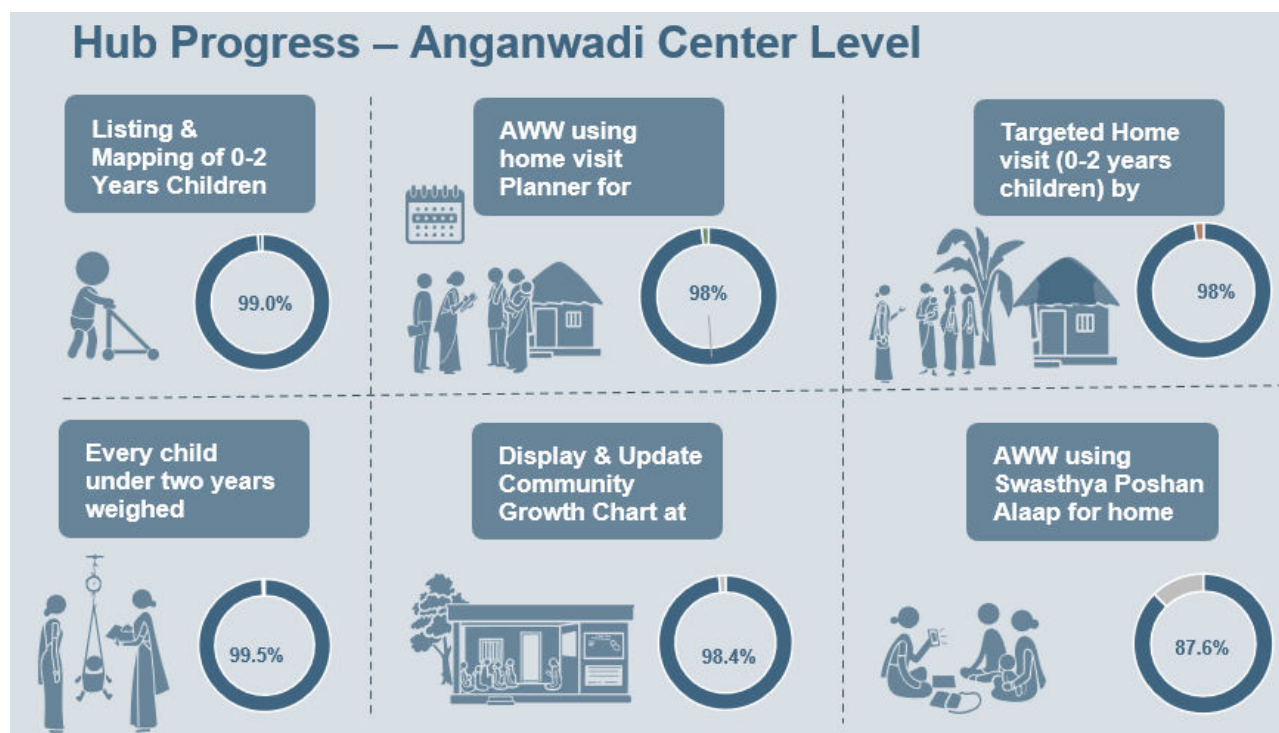 Hub Progress – Anganwadi Center Level
Listing &
Mapping of 0-2
Years Children
99.0%
AWW using
home visit
Planner for
98%
Targeted Home
visit (0-2 years
children) by
98%
Every child
under two years
weighed
99.5%
Display & Update
Community
Growth Chart at
98.4%
AWW using
Swasthya Poshan
Alaap for home
87.6%